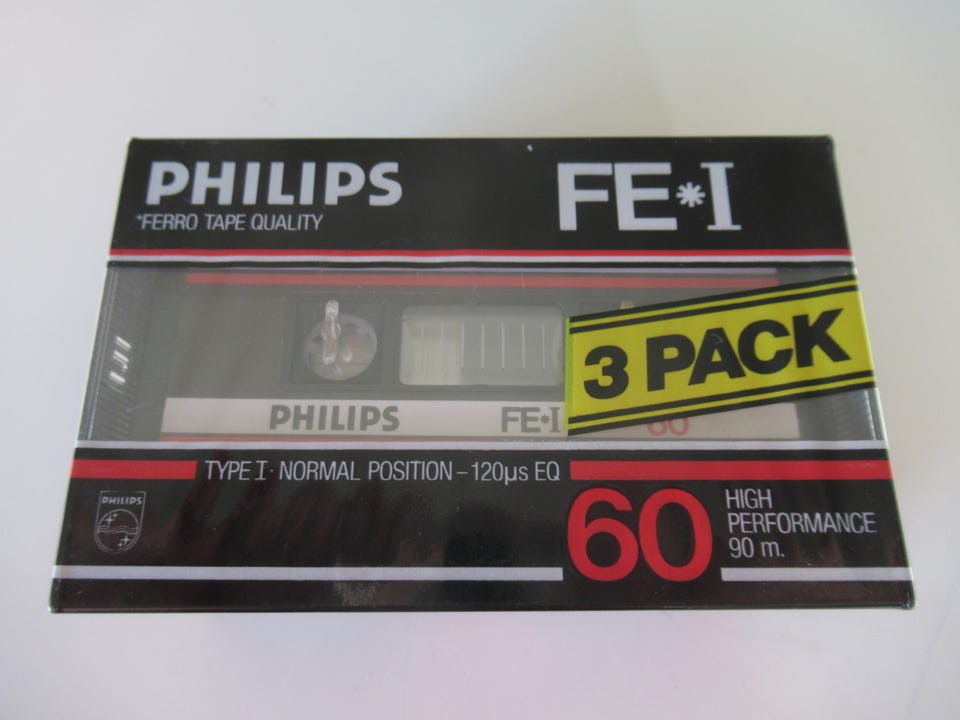 PHILIPS
*FERRO TAPE QUALITY
FE*I
3 PACK
PHILIPS FE*I 60
TYPE I · NORMAL POSITION – 120µs EQ
PHILIPS
60
HIGH
PERFORMANCE
90 m.